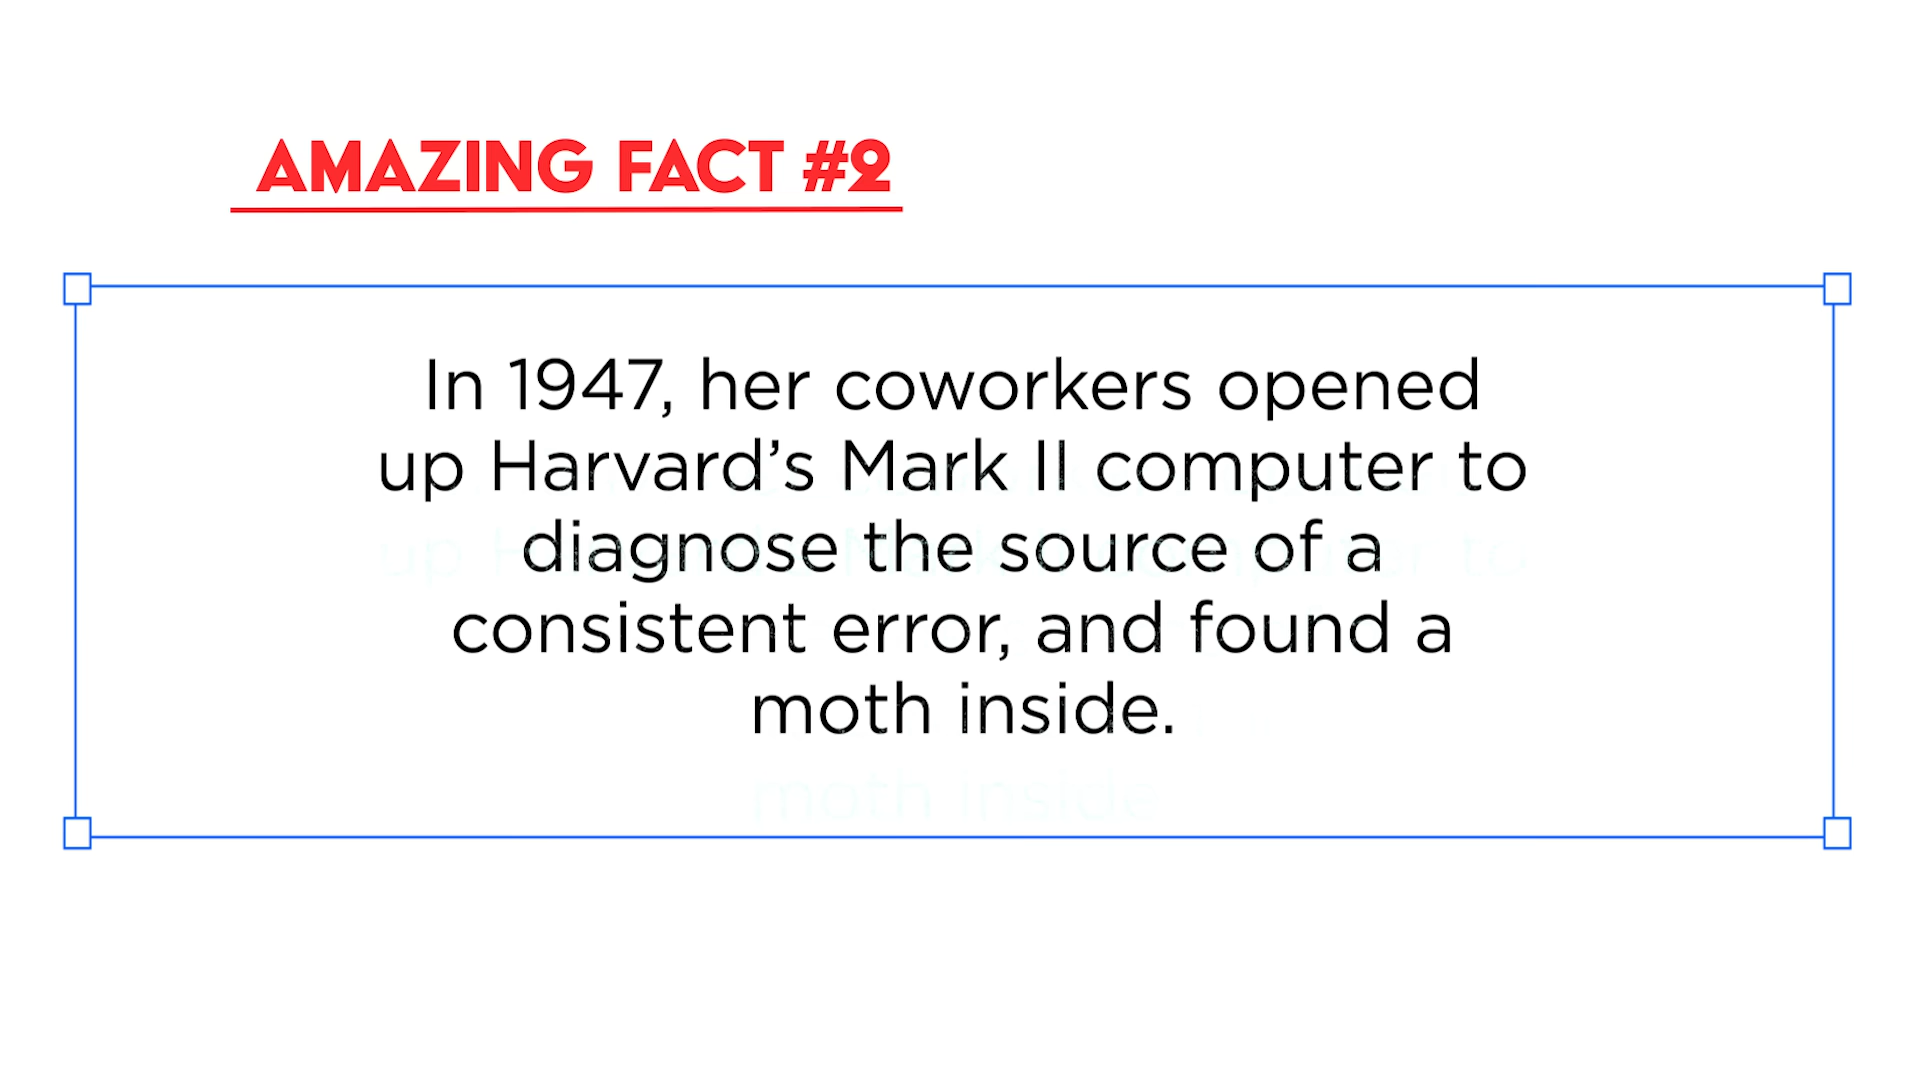 AMAZING FACT #2
In 1947, her coworkers opened
up Harvard’s Mark II computer to
diagnose the source of a
consistent error, and found a
moth inside.